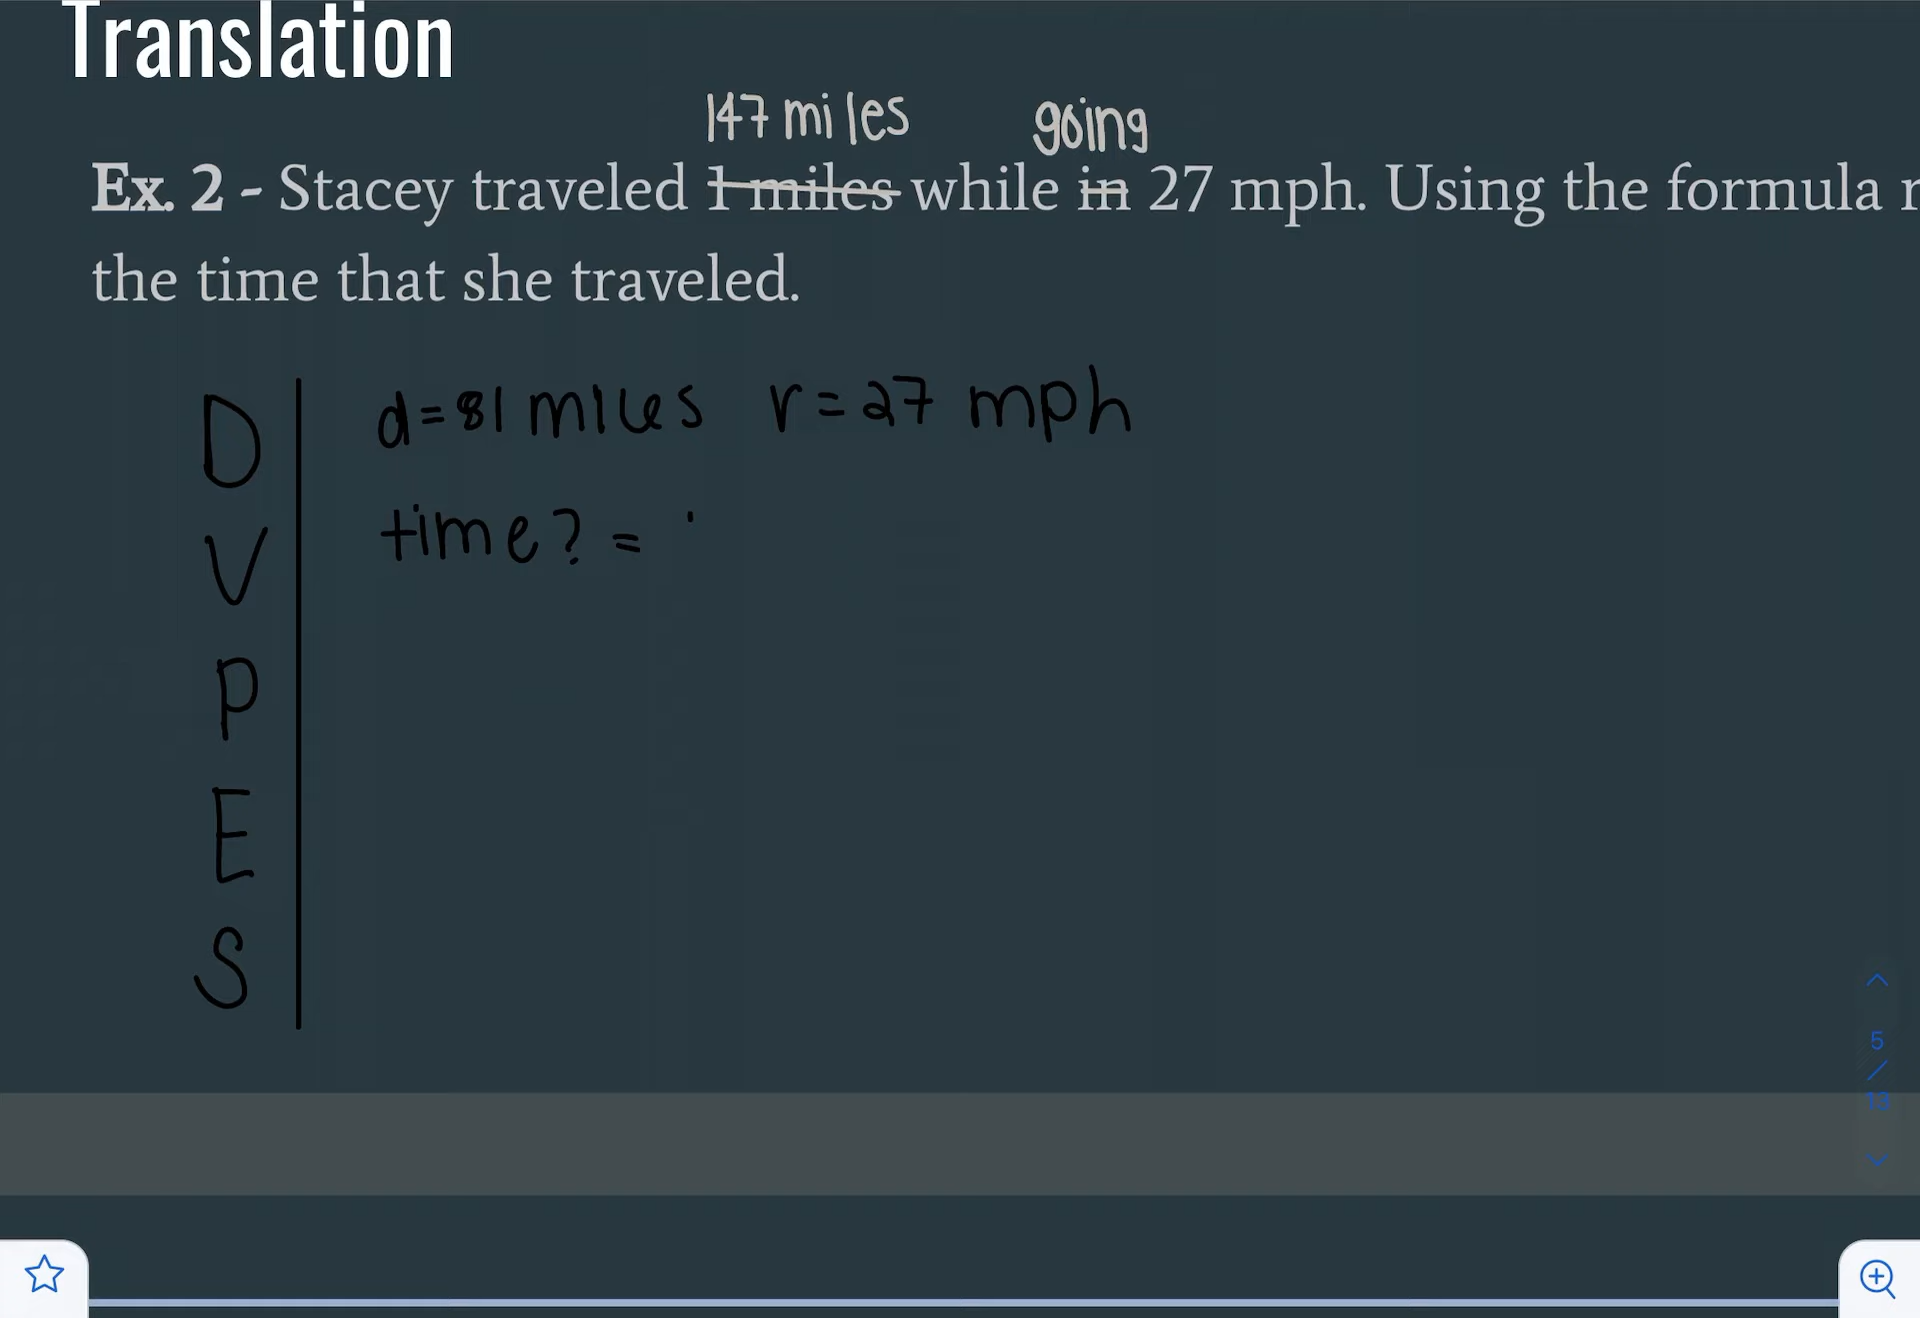 Translation
147 miles going
Ex. 2 - Stacey traveled 1 miles while in 27 mph. Using the formula r
the time that she traveled.
D d=81 miles r=27 mph
V time? =
P
E
S
5
/
13